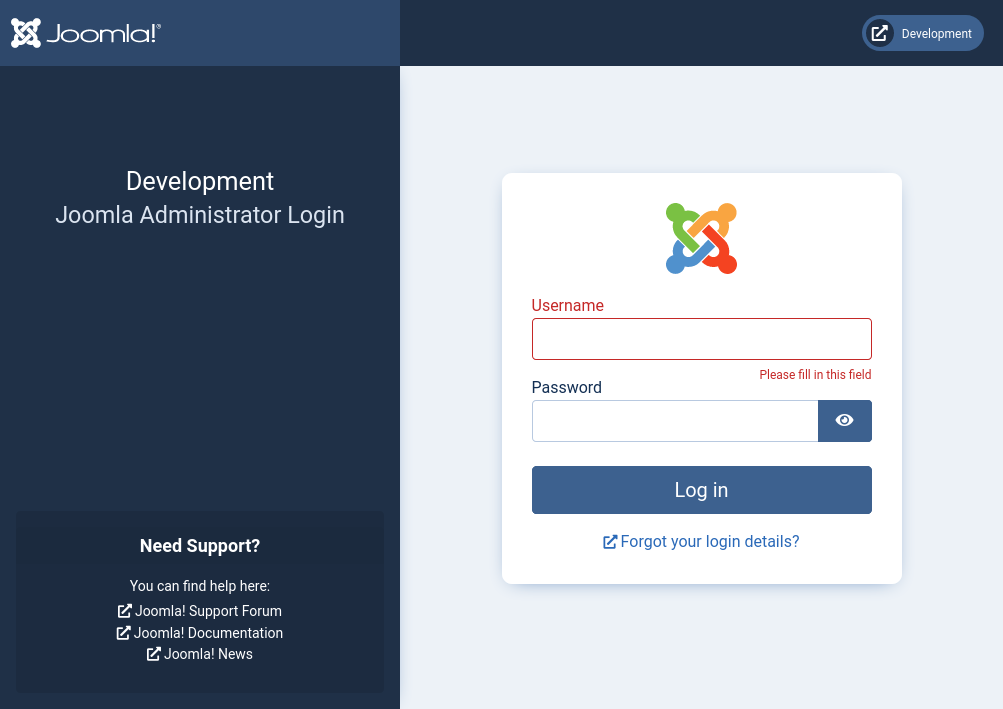 Joomla!®
Development
Development
Joomla Administrator Login
Username
Please fill in this field
Password
Log in
Forgot your login details?
Need Support?
You can find help here:
Joomla! Support Forum
Joomla! Documentation
Joomla! News